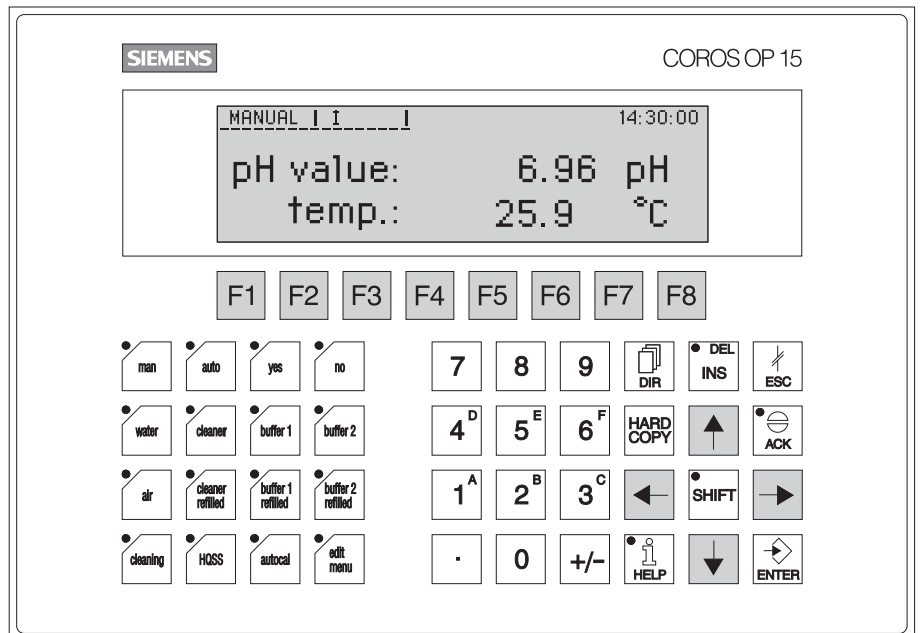 SIEMENS COROS OP 15
MANUAL I 14:30:00
pH value: 6.96 pH
temp.: 25.9 °C
F1 F2 F3 F4 F5 F6 F7 F8
man auto yes no 7 8 9 DIR DEL INS ESC
water cleaner buffer 1 buffer 2 4 D 5 E 6 F HARD COPY ACK
air cleaner refilled buffer 1 refilled buffer 2 refilled 1 A 2 B 3 C SHIFT
cleaning HQSS autocal edit menu . 0 +/- i HELP ENTER